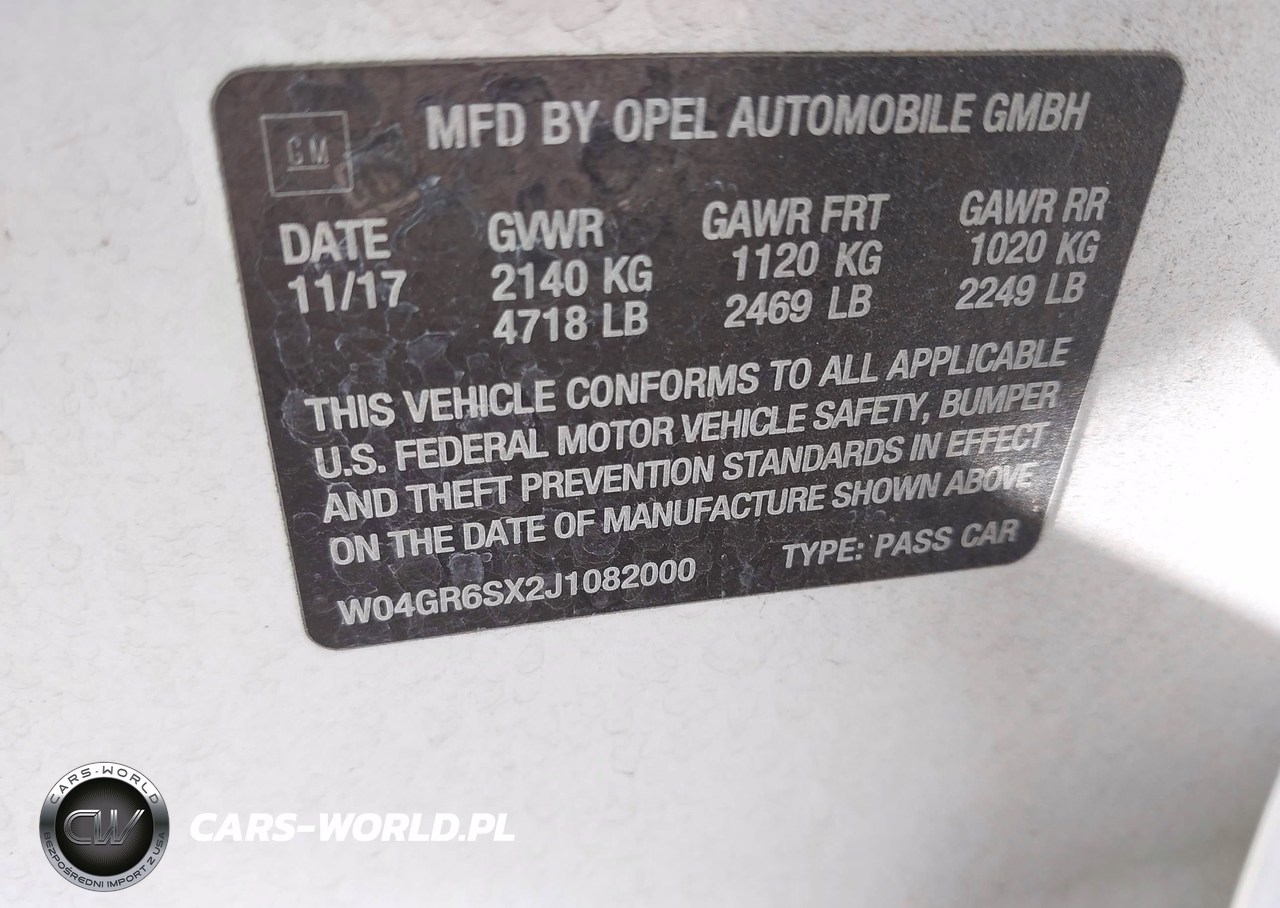 GM
MFD BY OPEL AUTOMOBILE GMBH
DATE
11/17
GVWR
2140 KG
4718 LB
GAWR FRT
1120 KG
2469 LB
GAWR RR
1020 KG
2249 LB
THIS VEHICLE CONFORMS TO ALL APPLICABLE
U.S. FEDERAL MOTOR VEHICLE SAFETY, BUMPER
AND THEFT PREVENTION STANDARDS IN EFFECT
ON THE DATE OF MANUFACTURE SHOWN ABOVE
W04GR6SX2J1082000
TYPE: PASS CAR
CARS-WORLD
CW
BEZPOŚREDNI IMPORT Z USA
CARS-WORLD.PL